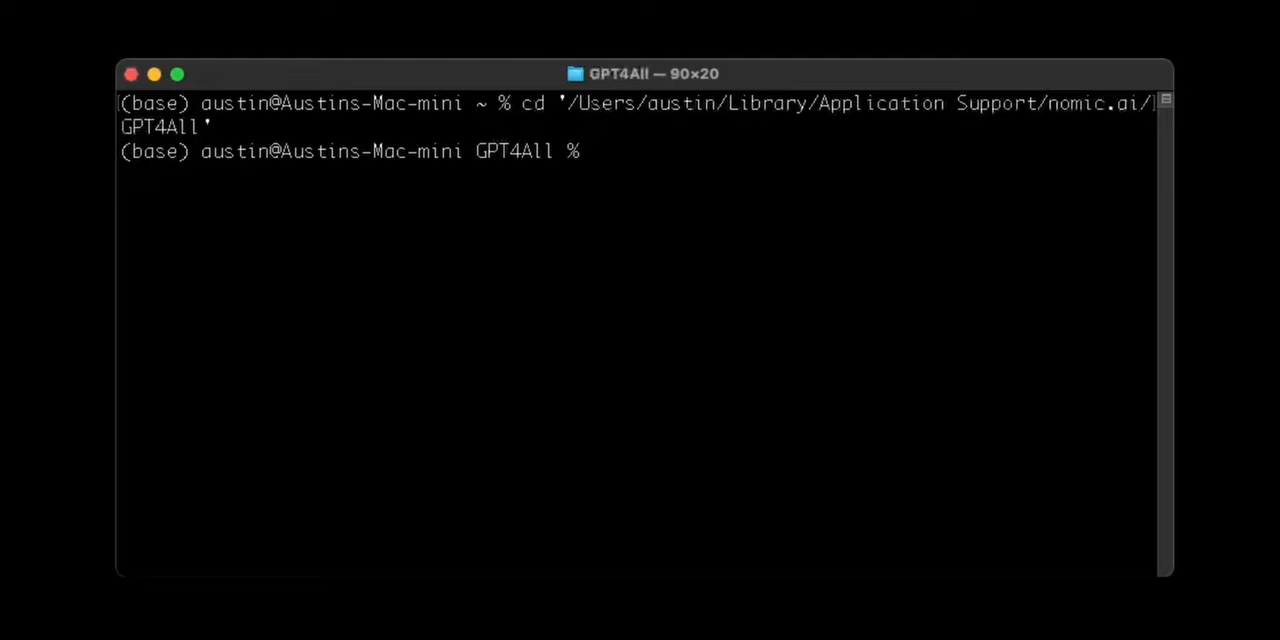 GPT4All — 90×20
(base) austin@Austins-Mac-mini ~ % cd '/Users/austin/Library/Application Support/nomic.ai/
GPT4All'
(base) austin@Austins-Mac-mini GPT4All %